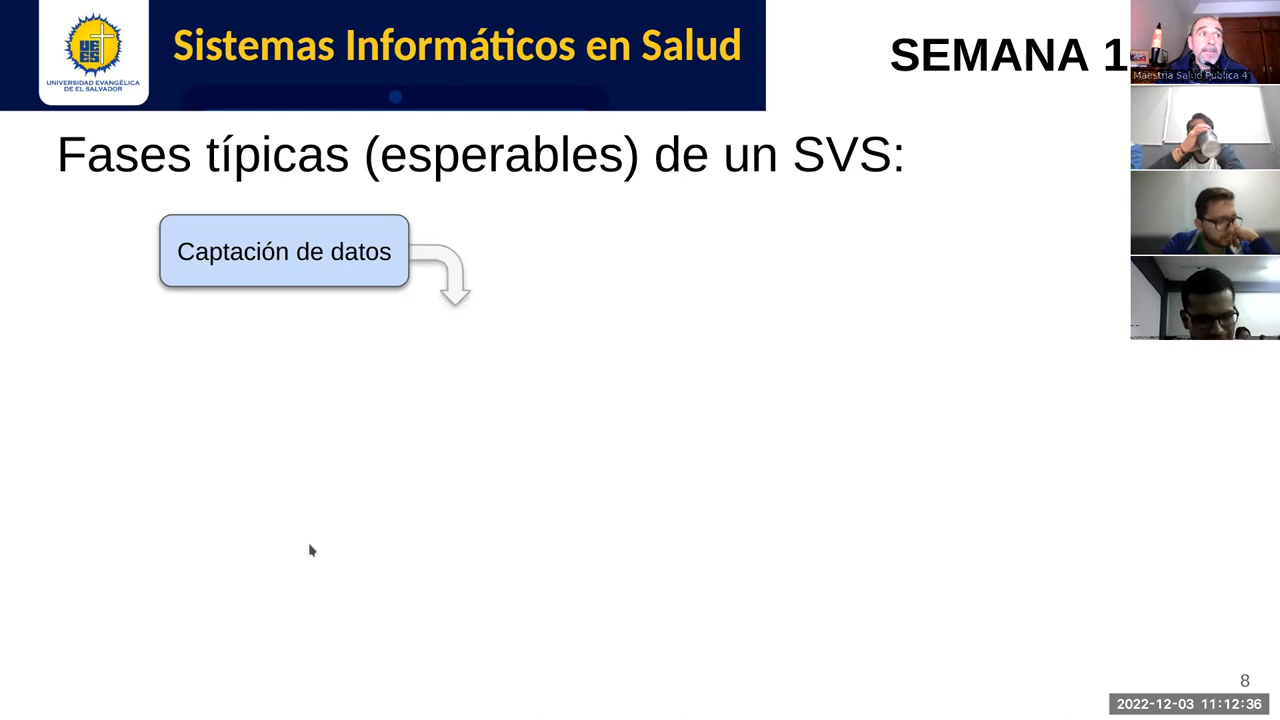 UNIVERSIDAD EVANGÉLICA
DE EL SALVADOR
Sistemas Informáticos en Salud
SEMANA 1
Maestría Salud Pública 4
Fases típicas (esperables) de un SVS:
Captación de datos
8
2022-12-03 11:12:36